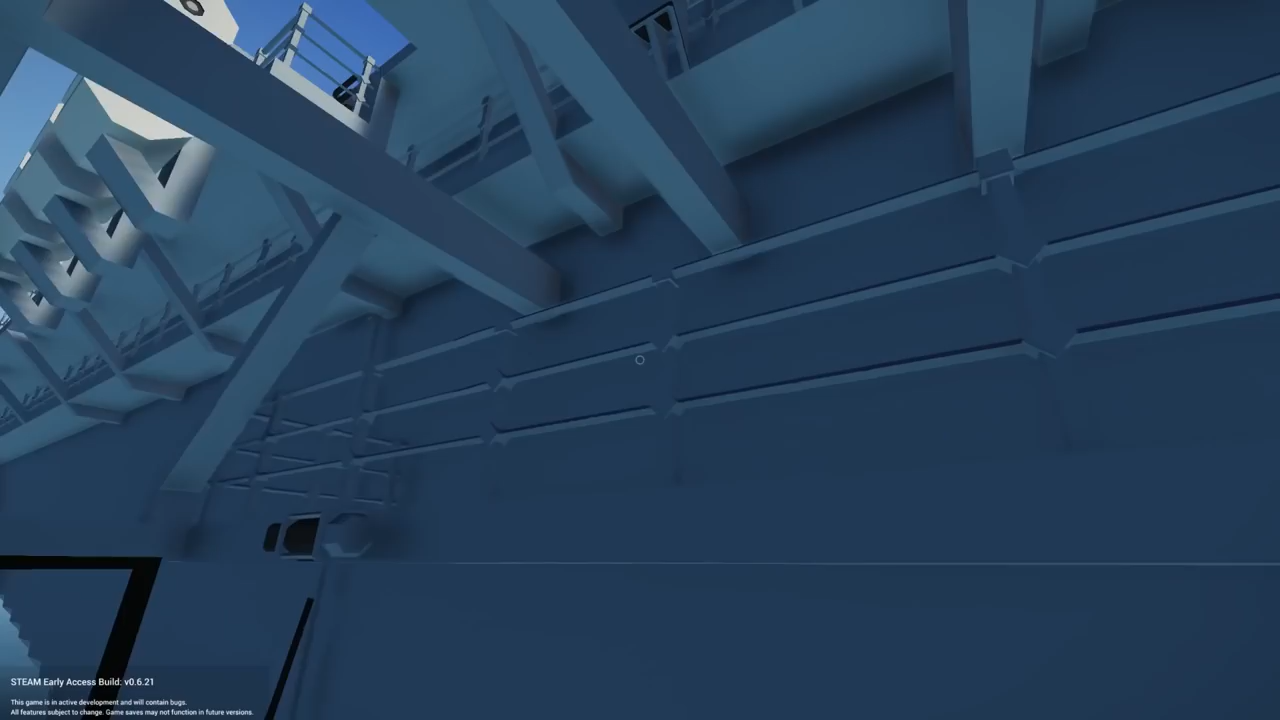 STEAM Early Access Build: v0.6.21
This game is in active development and will contain bugs.
All features subject to change. Game saves may not function in future versions.